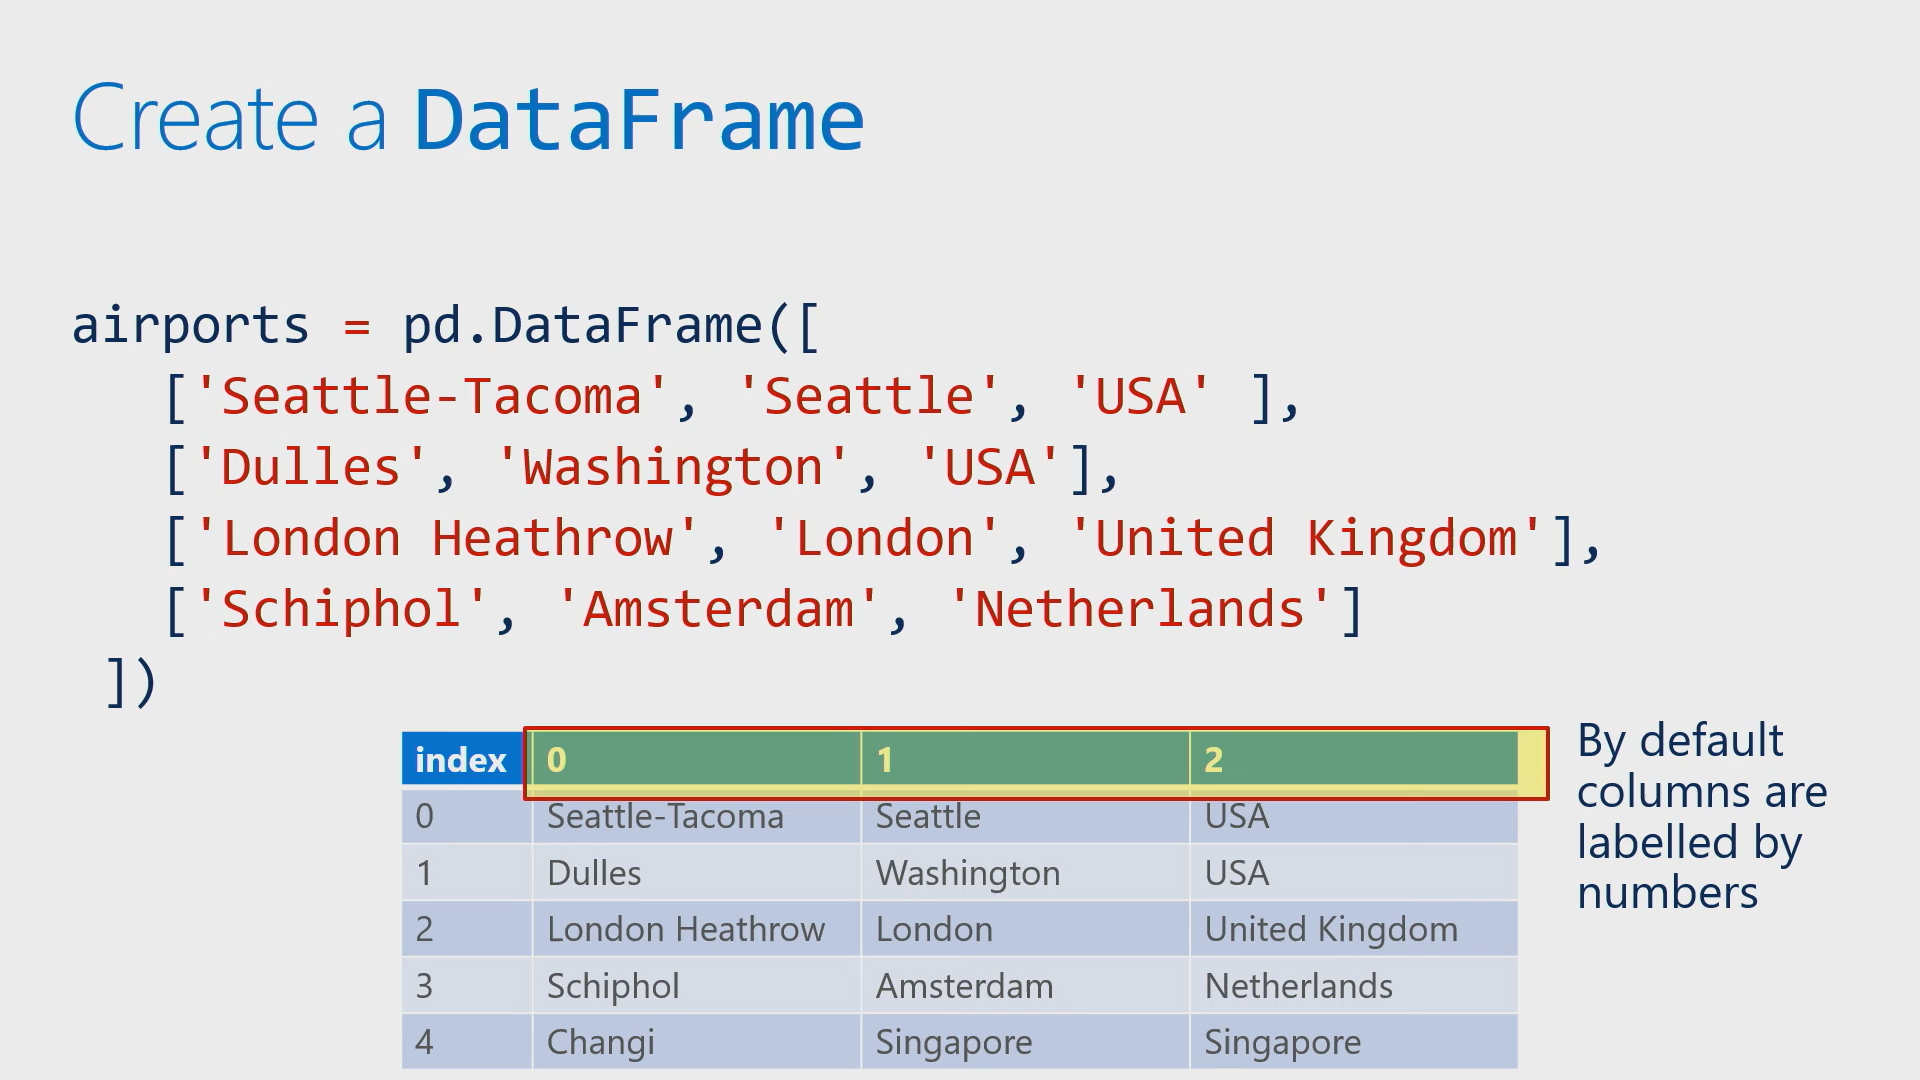 Create a DataFrame
airports = pd.DataFrame([
['Seattle-Tacoma', 'Seattle', 'USA' ],
['Dulles', 'Washington', 'USA'],
['London Heathrow', 'London', 'United Kingdom'],
['Schiphol', 'Amsterdam', 'Netherlands']
])
index 0 1 2
0 Seattle-Tacoma Seattle USA
1 Dulles Washington USA
2 London Heathrow London United Kingdom
3 Schiphol Amsterdam Netherlands
4 Changi Singapore Singapore
By default
columns are
labelled by
numbers